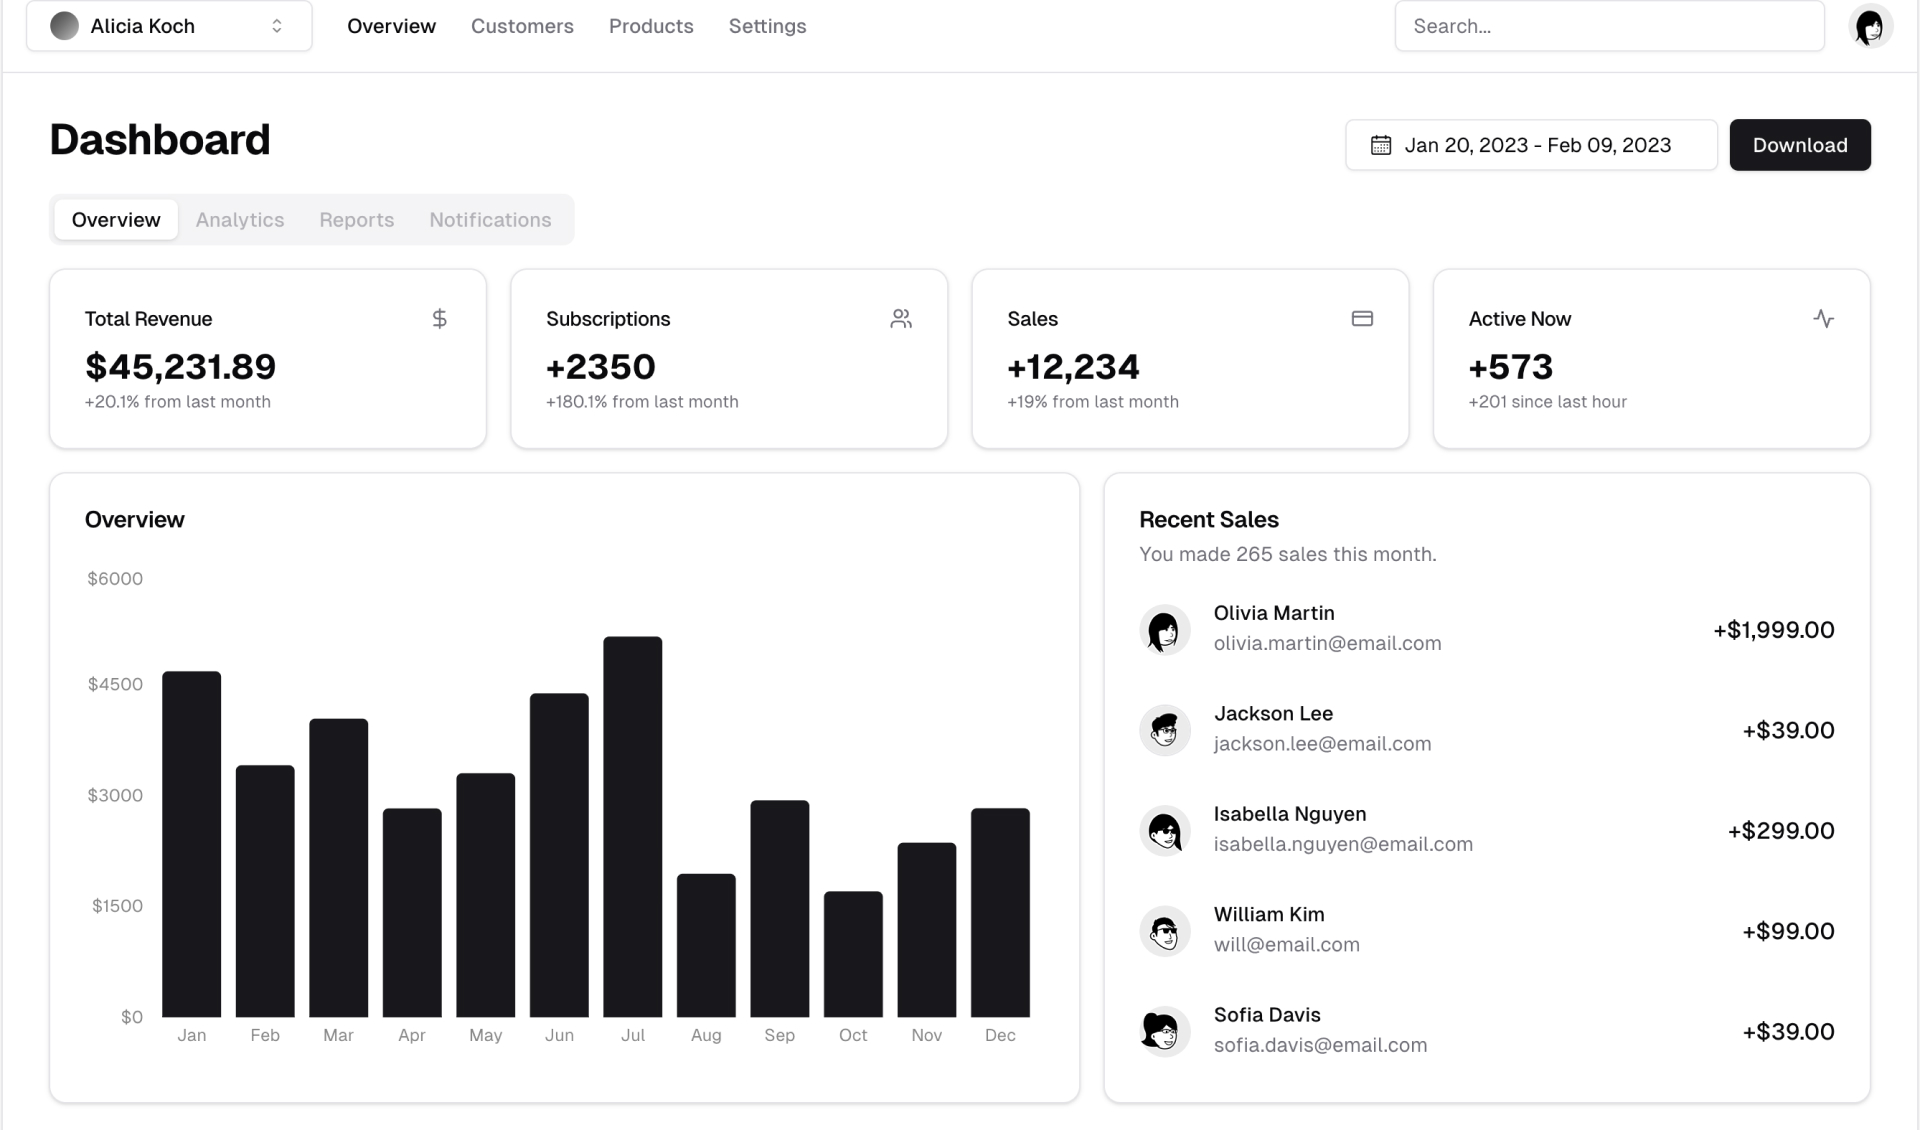 Alicia Koch
Overview Customers Products Settings
Search...
Dashboard
Jan 20, 2023 - Feb 09, 2023
Download
Overview Analytics Reports Notifications
Total Revenue
$45,231.89
+20.1% from last month
Subscriptions
+2350
+180.1% from last month
Sales
+12,234
+19% from last month
Active Now
+573
+201 since last hour
Overview
$6000
$4500
$3000
$1500
$0
Jan Feb Mar Apr May Jun Jul Aug Sep Oct Nov Dec
Recent Sales
You made 265 sales this month.
Olivia Martin
olivia.martin@email.com
+$1,999.00
Jackson Lee
jackson.lee@email.com
+$39.00
Isabella Nguyen
isabella.nguyen@email.com
+$299.00
William Kim
will@email.com
+$99.00
Sofia Davis
sofia.davis@email.com
+$39.00